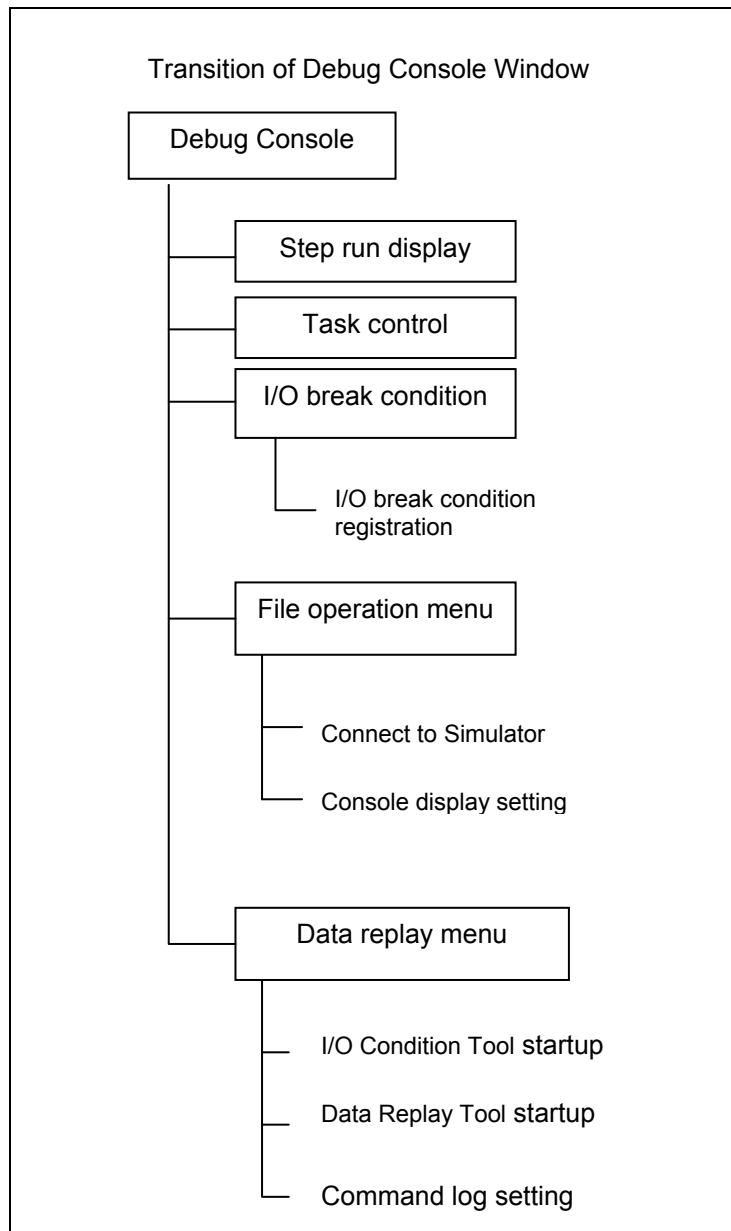 Transition of Debug Console Window
Debug Console
Step run display
Task control
I/O break condition
I/O break condition
registration
File operation menu
Connect to Simulator
Console display setting
Data replay menu
I/O Condition Tool startup
Data Replay Tool startup
Command log setting